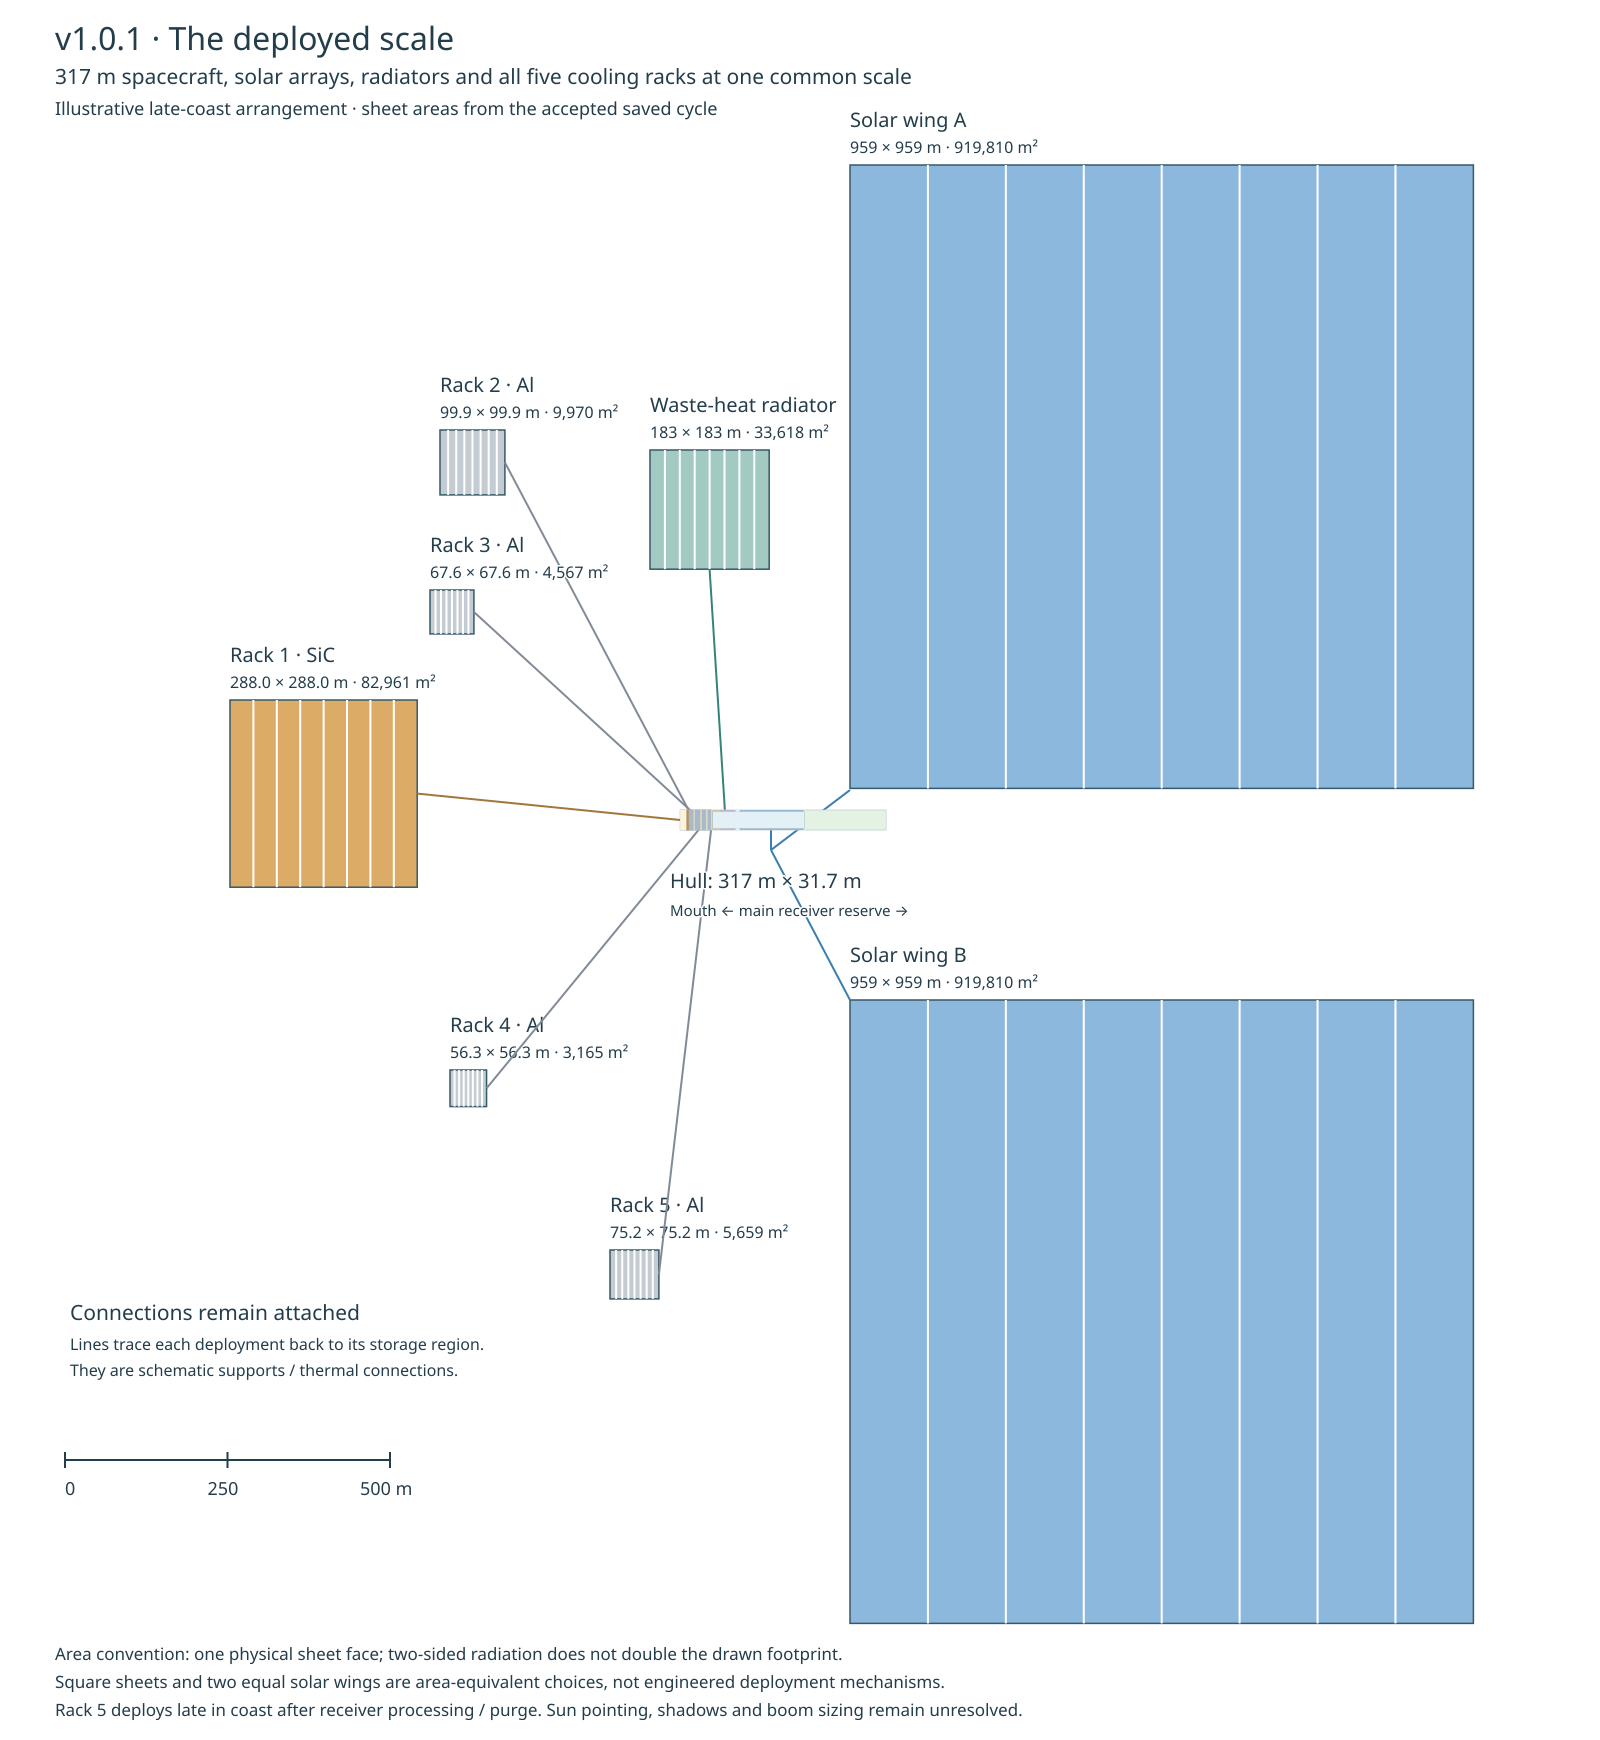 v1.0.1 · The deployed scale
317 m spacecraft, solar arrays, radiators and all five cooling racks at one common scale
Illustrative late-coast arrangement · sheet areas from the accepted saved cycle
Solar wing A
959 × 959 m · 919,810 m²
Rack 2 · Al
99.9 × 99.9 m · 9,970 m²
Waste-heat radiator
183 × 183 m · 33,618 m²
Rack 3 · Al
67.6 × 67.6 m · 4,567 m²
Rack 1 · SiC
288.0 × 288.0 m · 82,961 m²
Hull: 317 m × 31.7 m
Mouth ← main receiver reserve →
Solar wing B
959 × 959 m · 919,810 m²
Rack 4 · Al
56.3 × 56.3 m · 3,165 m²
Rack 5 · Al
75.2 × 75.2 m · 5,659 m²
Connections remain attached
Lines trace each deployment back to its storage region.
They are schematic supports / thermal connections.
0 250 500 m
Area convention: one physical sheet face; two-sided radiation does not double the drawn footprint.
Square sheets and two equal solar wings are area-equivalent choices, not engineered deployment mechanisms.
Rack 5 deploys late in coast after receiver processing / purge. Sun pointing, shadows and boom sizing remain unresolved.